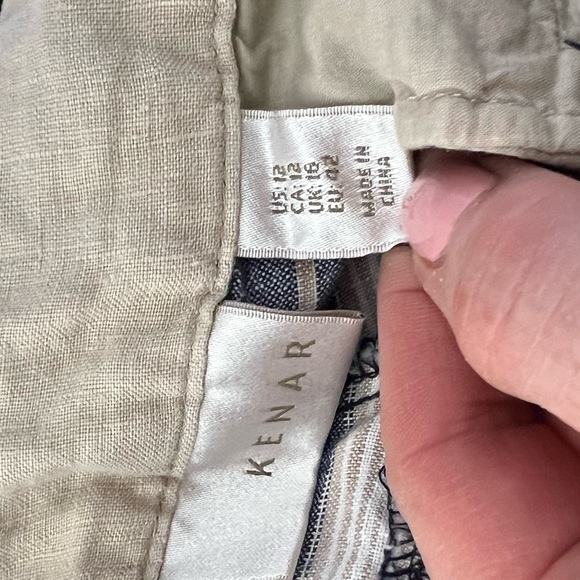 US: 12
CA: 12
UK: 16
EU: 42
MADE IN
CHINA
KENAR